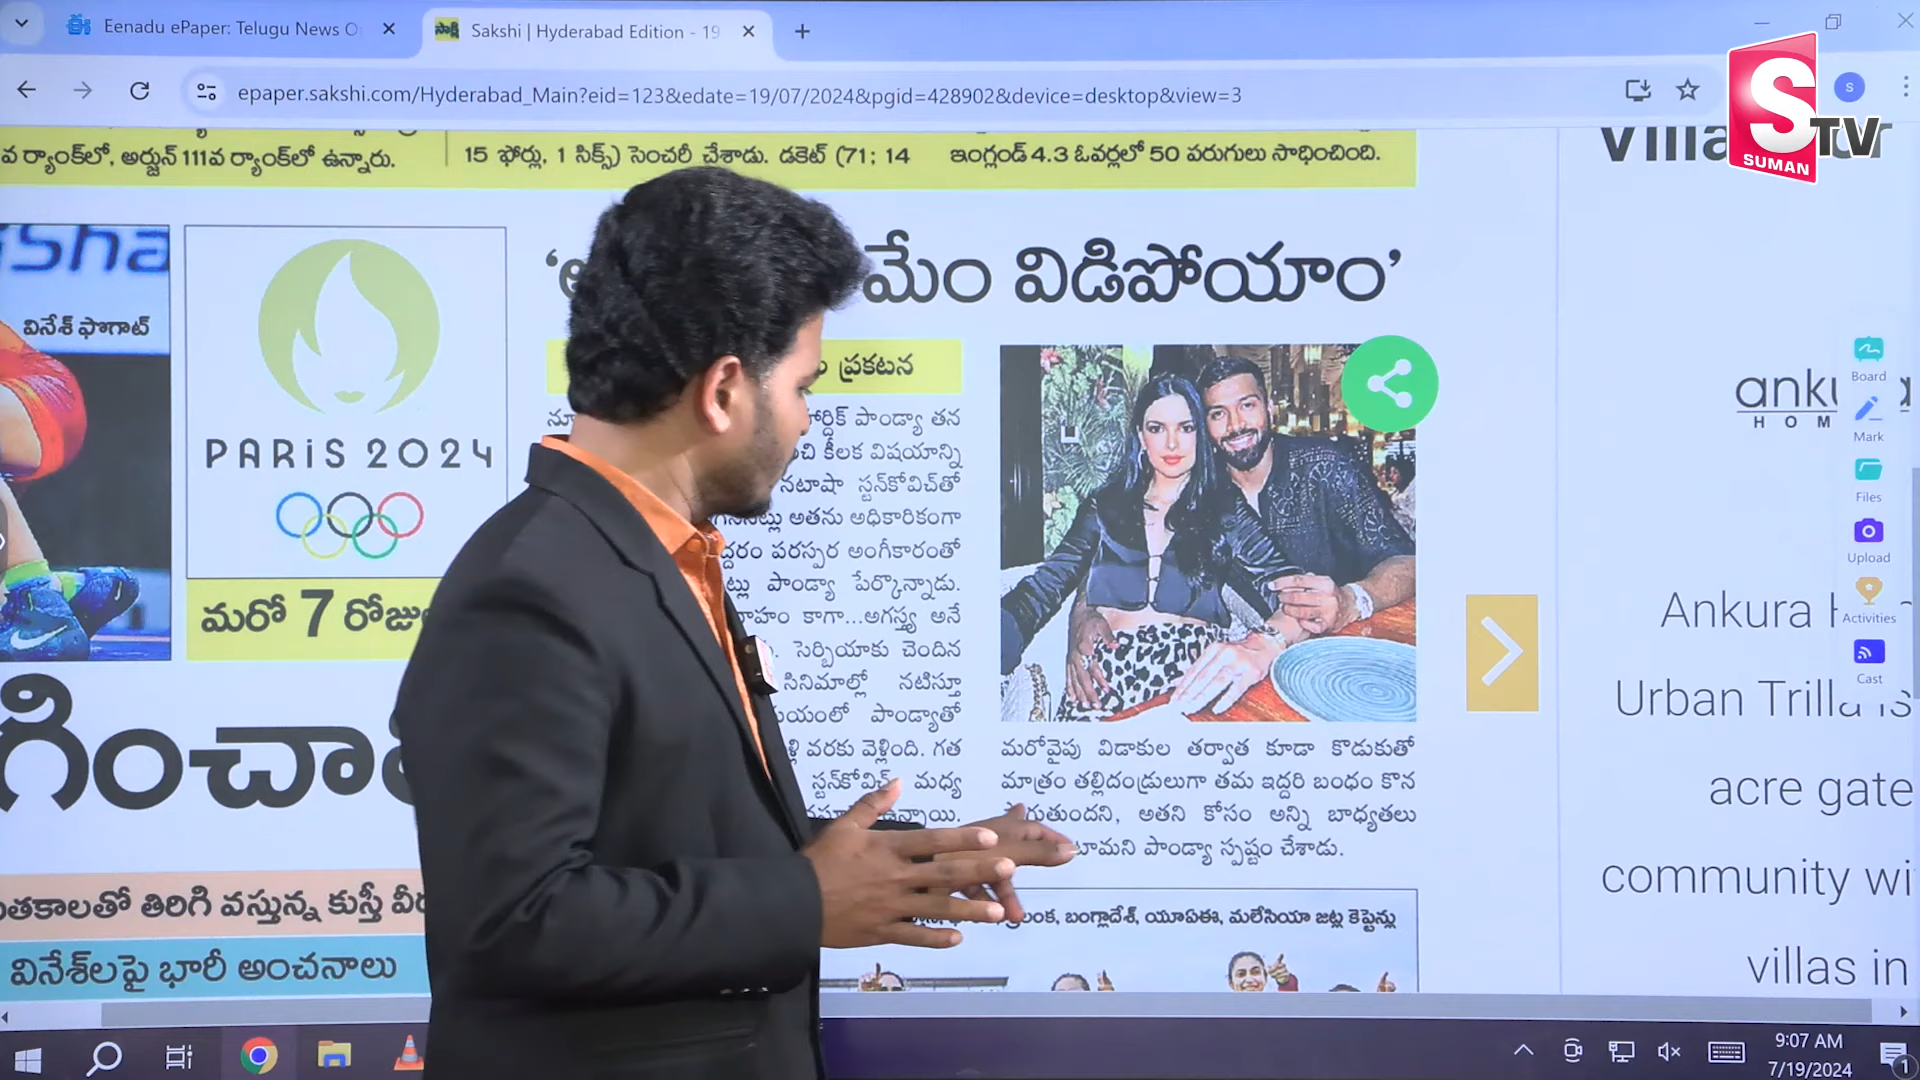 Eenadu ePaper: Telugu News O
Sakshi | Hyderabad Edition - 19
epaper.sakshi.com/Hyderabad_Main?eid=123&edate=19/07/2024&pgid=428902&device=desktop&view=3
S
S
TV
SUMAN
వ ర్యాంక్‌లో, అర్జున్ 111వ ర్యాంక్‌లో ఉన్నారు.
15 ఫోర్లు, 1 సిక్స్) సెంచరీ చేశాడు. డకెట్ (71; 14
ఇంగ్లండ్ 4.3 ఓవర్లలో 50 పరుగులు సాధించింది.
వినేశ్ ఫొగాట్
PARIS 2024
మరో 7
మేం విడిపోయాం’
ప్రకటన
హార్దిక్ పాండ్యా తన
కీలక విషయాన్ని
నటాషా స్టన్‌కోవిచ్‌తో
అతను అధికారికంగా
పరస్పర అంగీకారంతో
పాండ్యా పేర్కొన్నాడు.
కాగా...అగస్త్య అనే
సెర్బియాకు చెందిన
సినిమాల్లో నటిస్తూ
పాండ్యాతో
వరకు వెళ్లింది. గత
స్టన్‌కోవిచ్ మధ్య
మరోవైపు విడాకుల తర్వాత కూడా కొడుకుతో
మాత్రం తల్లిదండ్రులుగా తమ ఇద్దరి బంధం కొన
అతని కోసం అన్ని బాధ్యతలు
పాండ్యా స్పష్టం చేశాడు.
బంగ్లాదేశ్, యూఏఈ, మలేసియా జట్ల కెప్టెన్లు
తిరిగి వస్తున్న కుస్తీ
వినేశ్‌లపై భారీ అంచనాలు
Ankura
Urban
acre gate
community
villas in
Board
Mark
Files
Upload
Activities
Cast
9:07 AM
7/19/2024
1